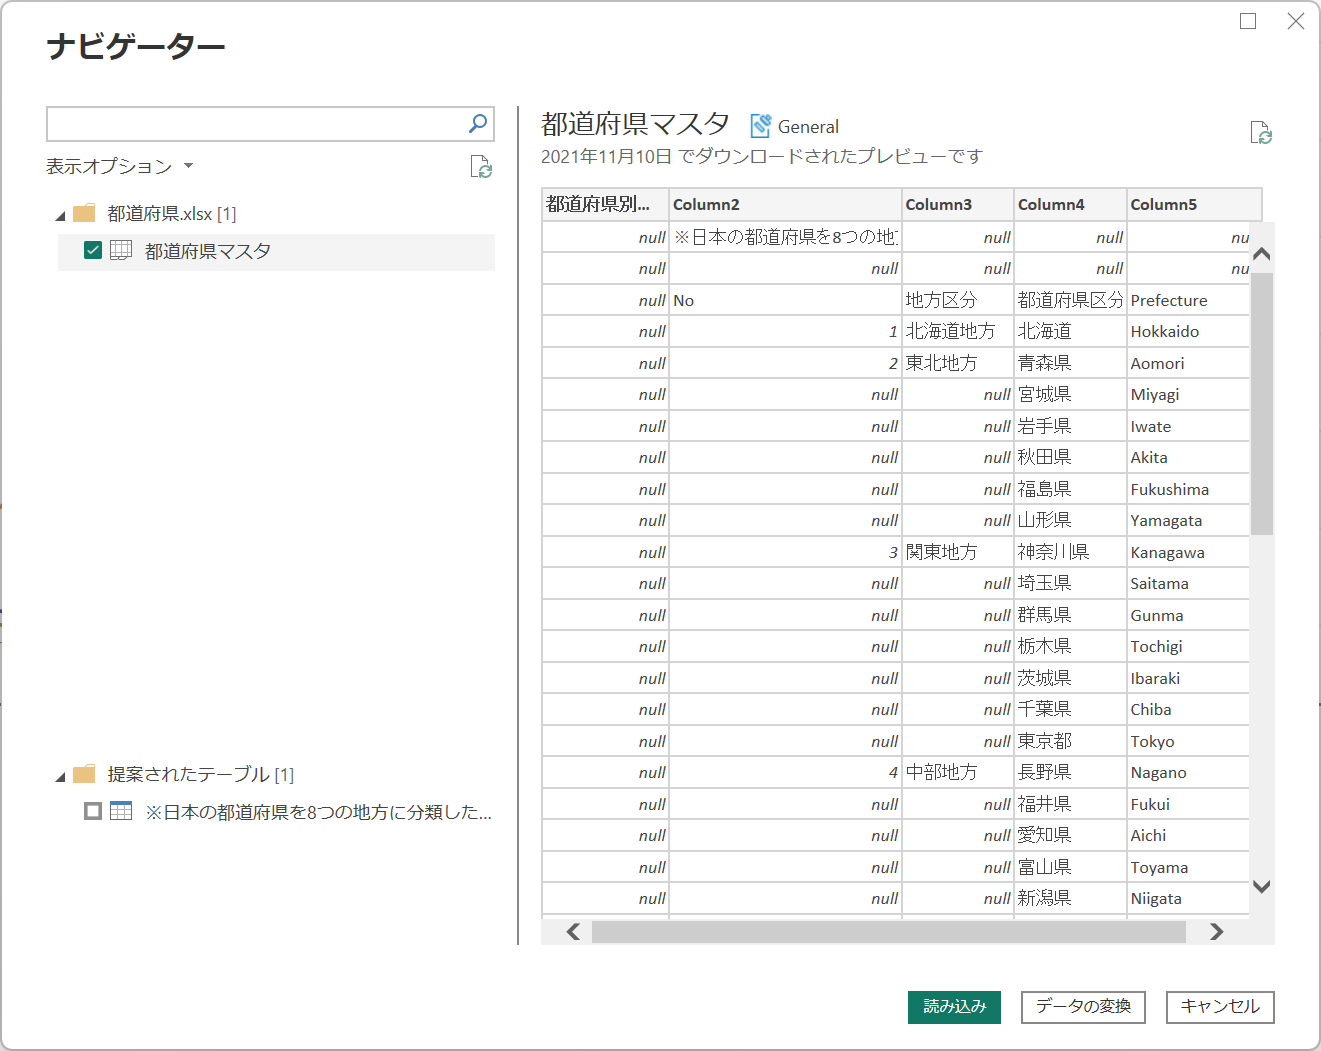 ナビゲーター
表示オプション
都道府県.xlsx [1]
都道府県マスタ
提案されたテーブル [1]
※日本の都道府県を8つの地方に分類した...
都道府県マスタ General
2021年11月10日 でダウンロードされたプレビューです
都道府県別... Column2 Column3 Column4 Column5
null ※日本の都道府県を8つの地 null null nu
null null null null nu
null No 地方区分 都道府県区分 Prefecture
null 1 北海道地方 北海道 Hokkaido
null 2 東北地方 青森県 Aomori
null null null 宮城県 Miyagi
null null null 岩手県 Iwate
null null null 秋田県 Akita
null null null 福島県 Fukushima
null null null 山形県 Yamagata
null 3 関東地方 神奈川県 Kanagawa
null null null 埼玉県 Saitama
null null null 群馬県 Gunma
null null null 栃木県 Tochigi
null null null 茨城県 Ibaraki
null null null 千葉県 Chiba
null null null 東京都 Tokyo
null 4 中部地方 長野県 Nagano
null null null 福井県 Fukui
null null null 愛知県 Aichi
null null null 富山県 Toyama
null null null 新潟県 Niigata
読み込み データの変換 キャンセル